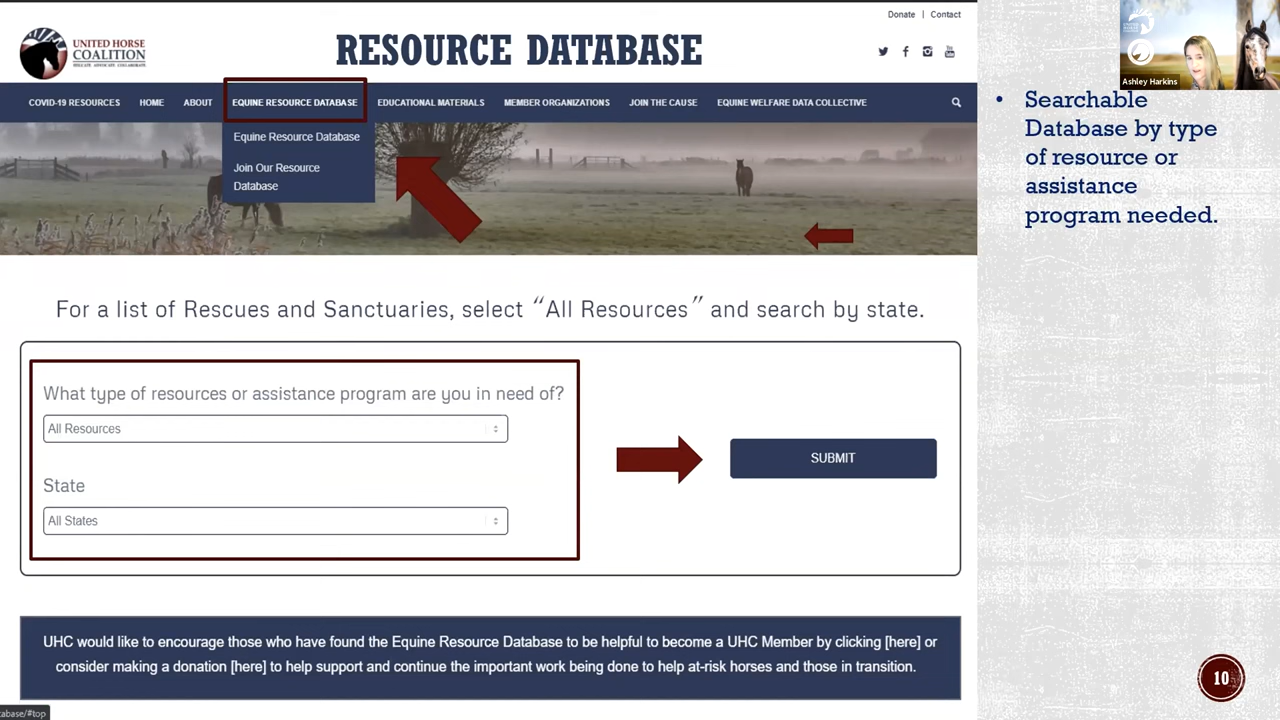 Donate | Contact
UNITED HORSE
COALITION
EDUCATE ADVOCATE COLLABORATE
RESOURCE DATABASE
COVID-19 RESOURCES HOME ABOUT EQUINE RESOURCE DATABASE EDUCATIONAL MATERIALS MEMBER ORGANIZATIONS JOIN THE CAUSE EQUINE WELFARE DATA COLLECTIVE
Equine Resource Database
Join Our Resource
Database
For a list of Rescues and Sanctuaries, select “All Resources” and search by state.
What type of resources or assistance program are you in need of?
All Resources
State
All States
SUBMIT
UHC would like to encourage those who have found the Equine Resource Database to be helpful to become a UHC Member by clicking [here] or
consider making a donation [here] to help support and continue the important work being done to help at-risk horses and those in transition.
tabase/#top
Ashley Harkins
• Searchable
Database by type
of resource or
assistance
program needed.
10